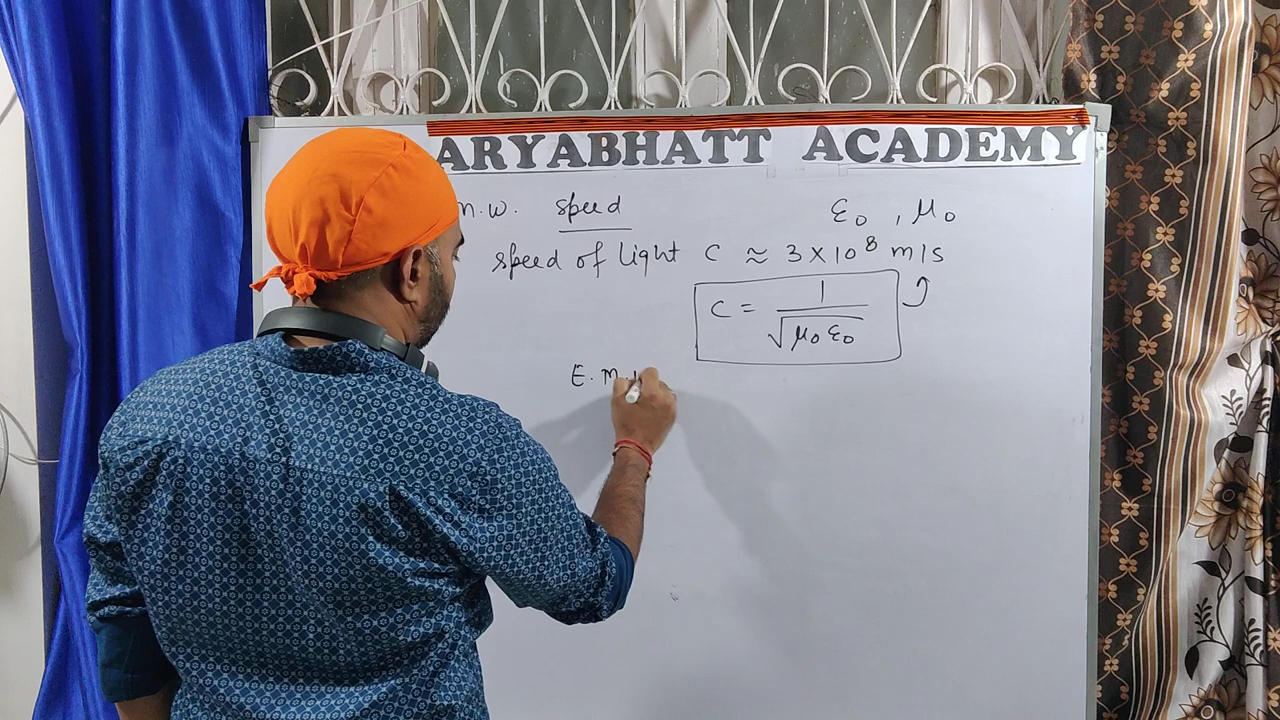 ARYABHATT ACADEMY
m.w. speed
ε₀ , μ₀
speed of light c ≈ 3×10⁸ m/s
c = 1/√μ₀ε₀
E.M.